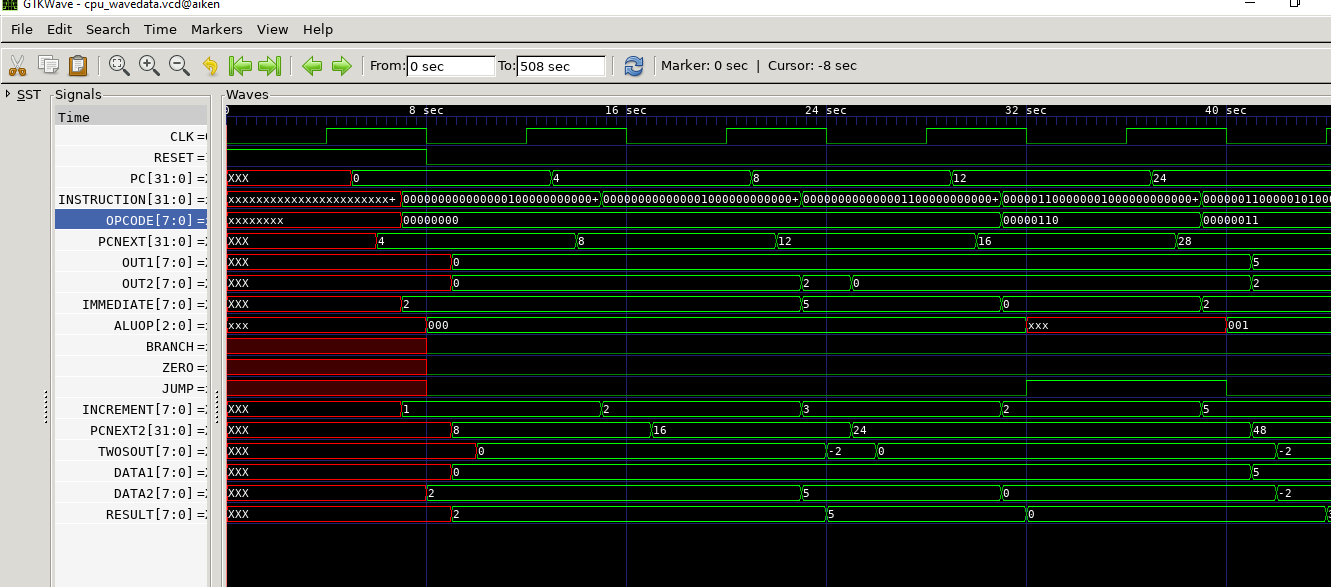 GTKWave - cpu_wavedata.vcd@aiken
File Edit Search Time Markers View Help
From: 0 sec To: 508 sec Marker: 0 sec | Cursor: -8 sec
SST Signals Waves
Time 0 8 sec 16 sec 24 sec 32 sec 40 sec
CLK =
RESET =
PC[31:0] = XXX 0 4 8 12 24
INSTRUCTION[31:0] = xxxxxxxxxxxxxxxxxxxxxxxx+ 00000000000000010000000000000+ 00000000000000010000000000000+ 00000000000000011000000000000+ 00000110000000100000000000000+ 0000001100000101000
OPCODE[7:0] = xxxxxxxx 00000000 00000110 00000011
PCNEXT[31:0] = XXX 4 8 12 16 28
OUT1[7:0] = XXX 0 5
OUT2[7:0] = XXX 0 2 0 2
IMMEDIATE[7:0] = XXX 2 5 0 2
ALUOP[2:0] = xxx 000 xxx 001
BRANCH =
ZERO =
JUMP =
INCREMENT[7:0] = XXX 1 2 3 2 5
PCNEXT2[31:0] = XXX 8 16 24 48
TWOSOUT[7:0] = XXX 0 -2 0 -2
DATA1[7:0] = XXX 0 5
DATA2[7:0] = XXX 2 5 0 -2
RESULT[7:0] = XXX 2 5 0